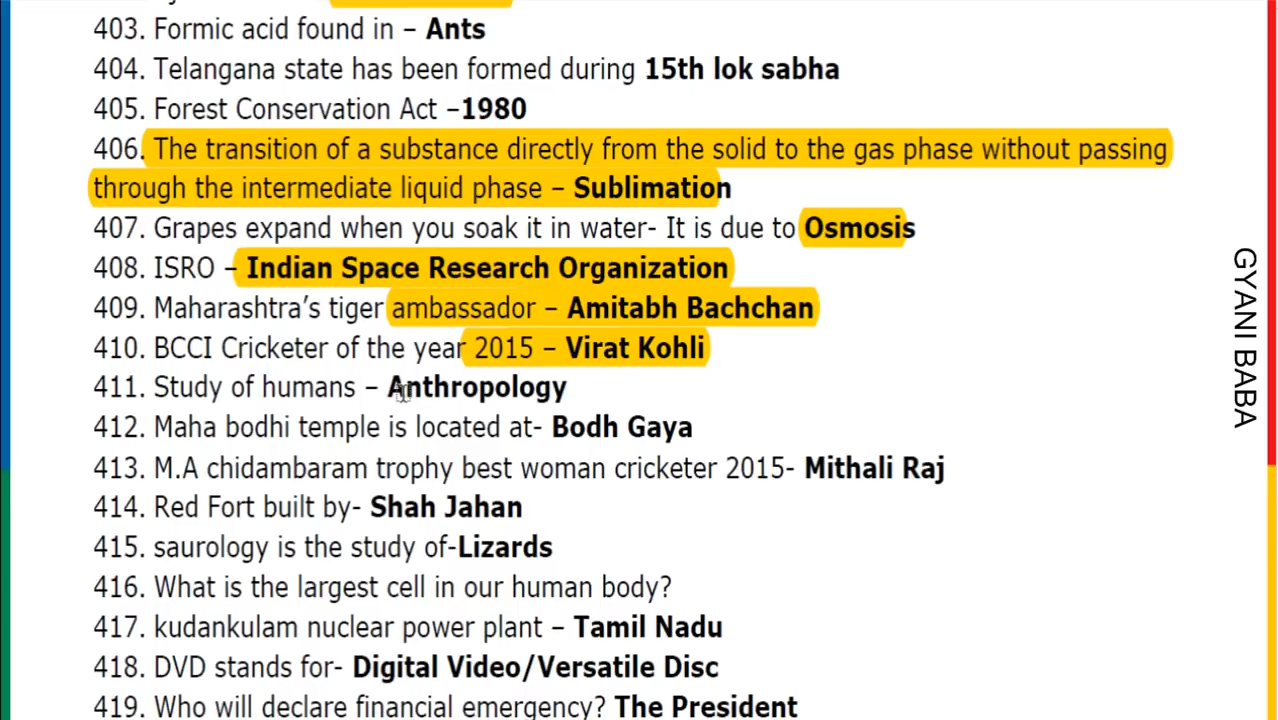 403. Formic acid found in – Ants
404. Telangana state has been formed during 15th lok sabha
405. Forest Conservation Act –1980
406. The transition of a substance directly from the solid to the gas phase without passing
through the intermediate liquid phase – Sublimation
407. Grapes expand when you soak it in water- It is due to Osmosis
408. ISRO – Indian Space Research Organization
409. Maharashtra’s tiger ambassador – Amitabh Bachchan
410. BCCI Cricketer of the year 2015 – Virat Kohli
411. Study of humans – Anthropology
412. Maha bodhi temple is located at- Bodh Gaya
413. M.A chidambaram trophy best woman cricketer 2015- Mithali Raj
414. Red Fort built by- Shah Jahan
415. saurology is the study of-Lizards
416. What is the largest cell in our human body?
417. kudankulam nuclear power plant – Tamil Nadu
418. DVD stands for- Digital Video/Versatile Disc
419. Who will declare financial emergency? The President
GYANI BABA